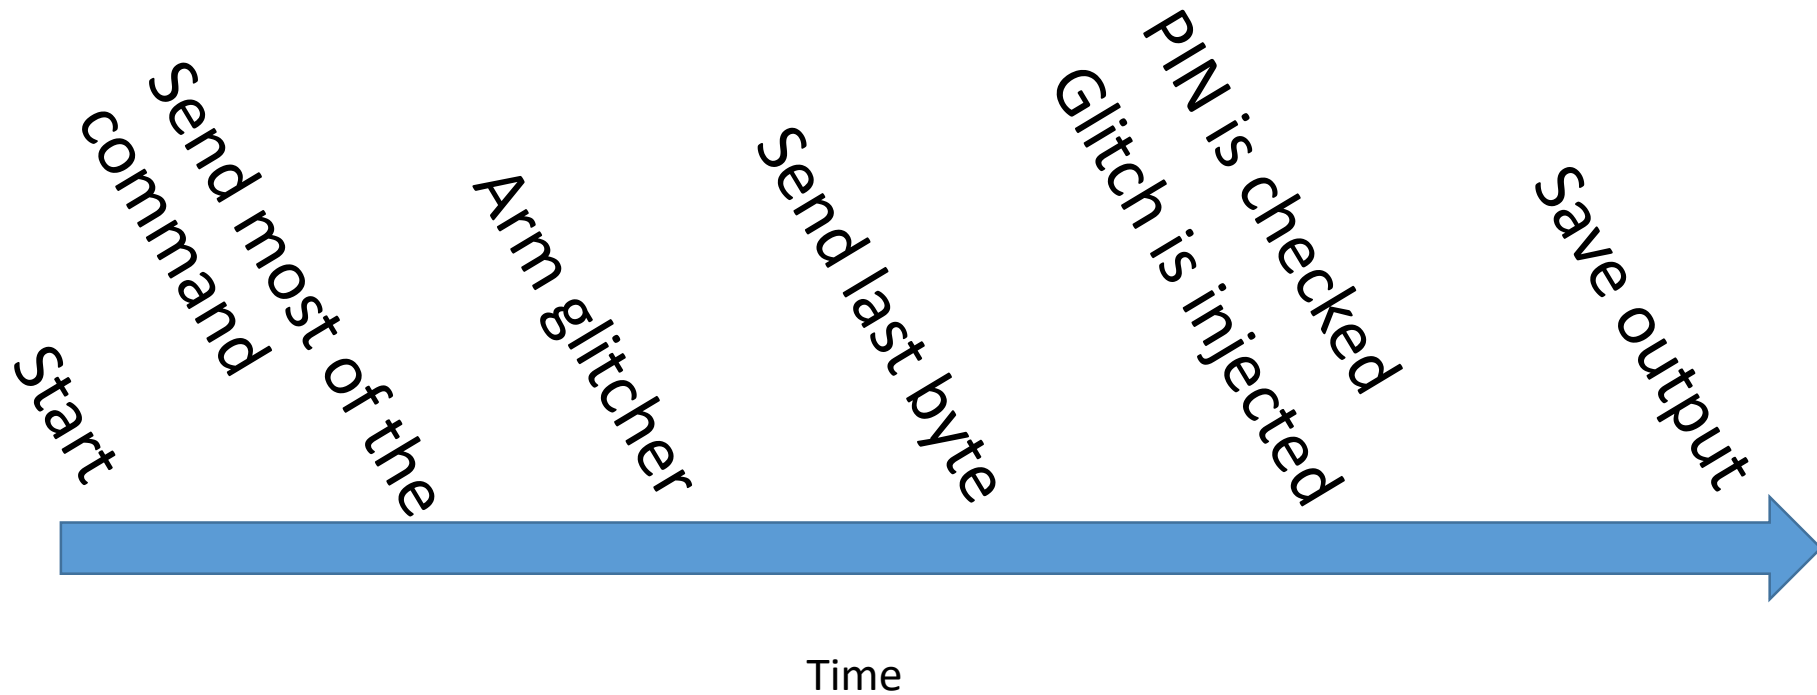 Start
Send most of the
command
Arm glitcher
Send last byte
PIN is checked
Glitch is injected
Save output
Time